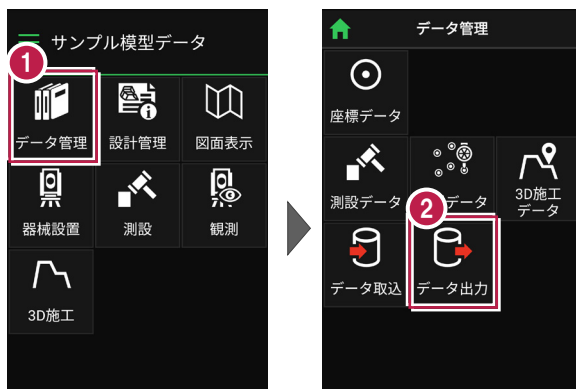 サンプル模型データ
1
データ管理
設計管理
図面表示
器械設置
測設
観測
3D施工
データ管理
座標データ
測設データ
データ
3D施工
データ
2
データ取込
データ出力